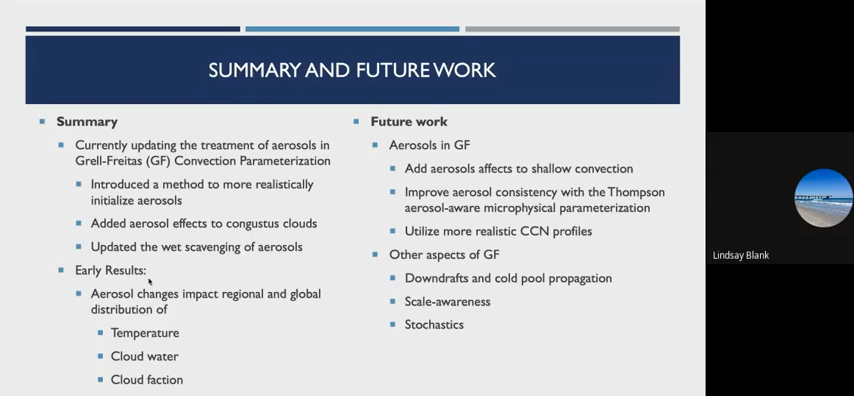 SUMMARY AND FUTURE WORK
Summary
Currently updating the treatment of aerosols in
Grell-Freitas (GF) Convection Parameterization
Introduced a method to more realistically
initialize aerosols
Added aerosol effects to congustus clouds
Updated the wet scavenging of aerosols
Early Results:
Aerosol changes impact regional and global
distribution of
Temperature
Cloud water
Cloud faction
Future work
Aerosols in GF
Add aerosols affects to shallow convection
Improve aerosol consistency with the Thompson
aerosol-aware microphysical parameterization
Utilize more realistic CCN profiles
Other aspects of GF
Downdrafts and cold pool propagation
Scale-awareness
Stochastics
Lindsay Blank